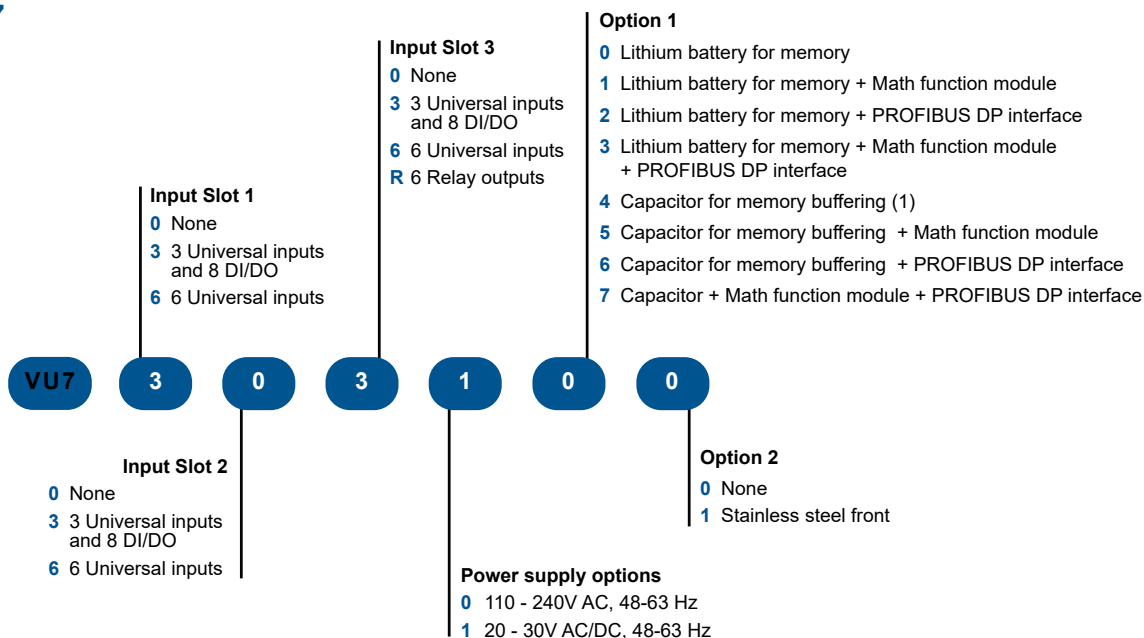 Option 1
0 Lithium battery for memory
1 Lithium battery for memory + Math function module
2 Lithium battery for memory + PROFIBUS DP interface
3 Lithium battery for memory + Math function module
+ PROFIBUS DP interface
4 Capacitor for memory buffering (1)
5 Capacitor for memory buffering + Math function module
6 Capacitor for memory buffering + PROFIBUS DP interface
7 Capacitor + Math function module + PROFIBUS DP interface
Input Slot 3
0 None
3 3 Universal inputs
and 8 DI/DO
6 6 Universal inputs
R 6 Relay outputs
Input Slot 1
0 None
3 3 Universal inputs
and 8 DI/DO
6 6 Universal inputs
VU7 3 0 3 1 0 0
Input Slot 2
0 None
3 3 Universal inputs
and 8 DI/DO
6 6 Universal inputs
Option 2
0 None
1 Stainless steel front
Power supply options
0 110 - 240V AC, 48-63 Hz
1 20 - 30V AC/DC, 48-63 Hz